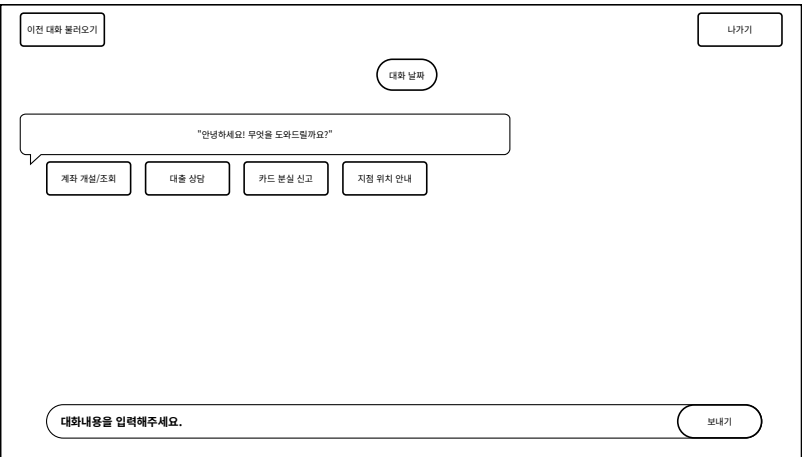 이전 대화 불러오기
나가기
대화 날짜
"안녕하세요! 무엇을 도와드릴까요?"
계좌 개설/조회
대출 상담
카드 분실 신고
지점 위치 안내
대화내용을 입력해주세요.
보내기